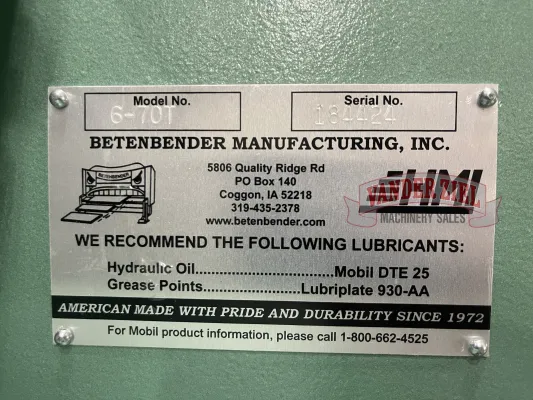 Model No.
6-70T
Serial No.
184424
BETENBENDER MANUFACTURING, INC.
BETENBENDER
5806 Quality Ridge Rd
PO Box 140
Coggon, IA 52218
319-435-2378
www.betenbender.com
VANDER ZIEL
MACHINERY SALES
WE RECOMMEND THE FOLLOWING LUBRICANTS:
Hydraulic Oil..............................Mobil DTE 25
Grease Points......................Lubriplate 930-AA
AMERICAN MADE WITH PRIDE AND DURABILITY SINCE 1972
For Mobil product information, please call 1-800-662-4525